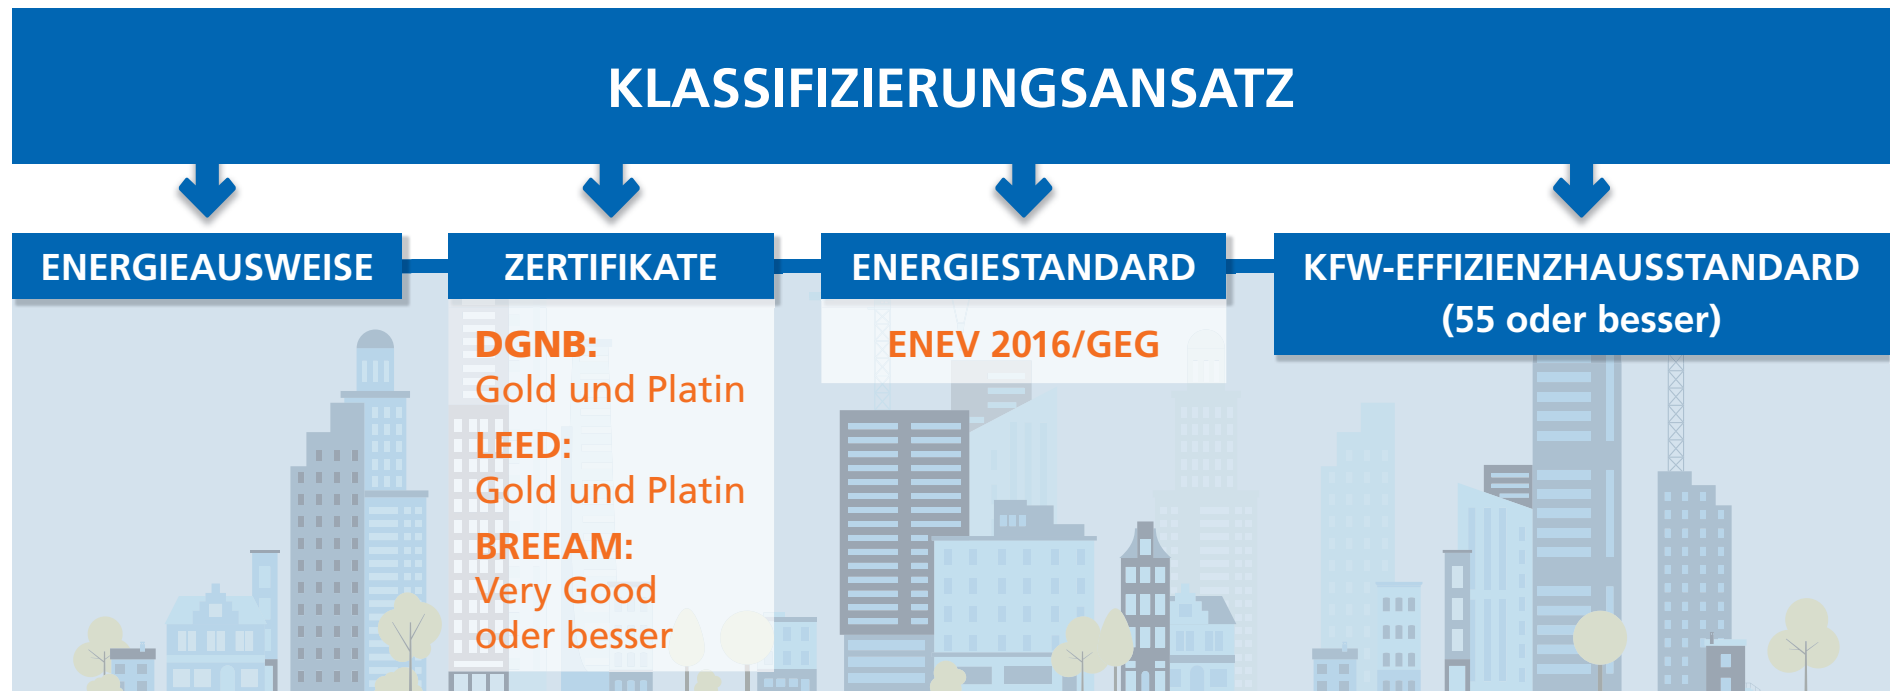 KLASSIFIZIERUNGSANSATZ
ENERGIEAUSWEISE
ZERTIFIKATE
DGNB:
Gold und Platin
LEED:
Gold und Platin
BREEAM:
Very Good
oder besser
ENERGIESTANDARD
ENEV 2016/GEG
KFW-EFFIZIENZHAUSSTANDARD
(55 oder besser)